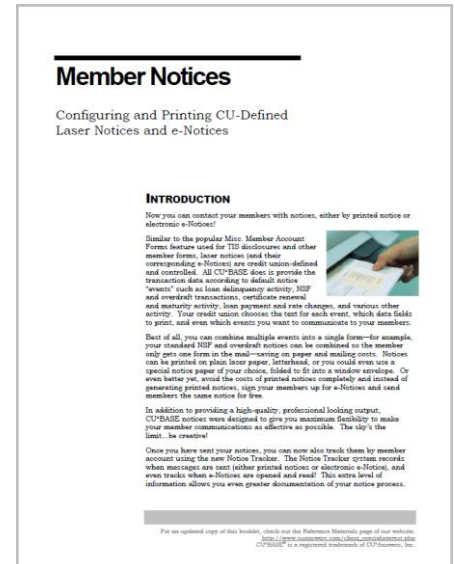 Member Notices
Configuring and Printing CU-Defined
Laser Notices and e-Notices
INTRODUCTION
Now you can contact your members with notices, either by printed notice or
electronic e-Notices!
Similar to the popular Misc. Member Account
Forms feature used for TIS disclosures and other
member forms, laser notices (and their
corresponding e-Notices) are credit union-defined
and controlled. All CU*BASE does is provide the
transaction data according to default notice
"events" such as loan delinquency activity, NSF
and overdraft transactions, certificate renewal
and maturity activity, loan payment and rate changes, and various other
activity. Your credit union chooses the text for each event, which data fields
to print, and even which events you want to communicate to your members.
Best of all, you can combine multiple events into a single form—for example,
your standard NSF and overdraft notices can be combined so the member
only gets one form in the mail—saving on paper and mailing costs. Notices
can be printed on plain laser paper, letterhead, or you could even use a
special notice paper of your choice, folded to fit into a window envelope. Or
even better yet, avoid the costs of printed notices completely and instead of
generating printed notices, sign your members up for e-Notices and send
members the same notice for free.
In addition to providing a high-quality, professional looking output,
CU*BASE notices were designed to give you maximum flexibility to make
your member communications as effective as possible. The sky's the
limit...be creative!
Once you have sent your notices, you can now also track them by member
account using the new Notice Tracker. The Notice Tracker system records
when messages are sent (either printed notices or electronic e-Notice), and
even tracks when e-Notices are opened and read! This extra level of
information allows you even greater documentation of your notice process.
For an updated copy of this booklet, check out the Reference Materials page of our website:
http://www.cuanswers.com/client_specialinterest.php
CU*BASE® is a registered trademark of CU*Answers, Inc.